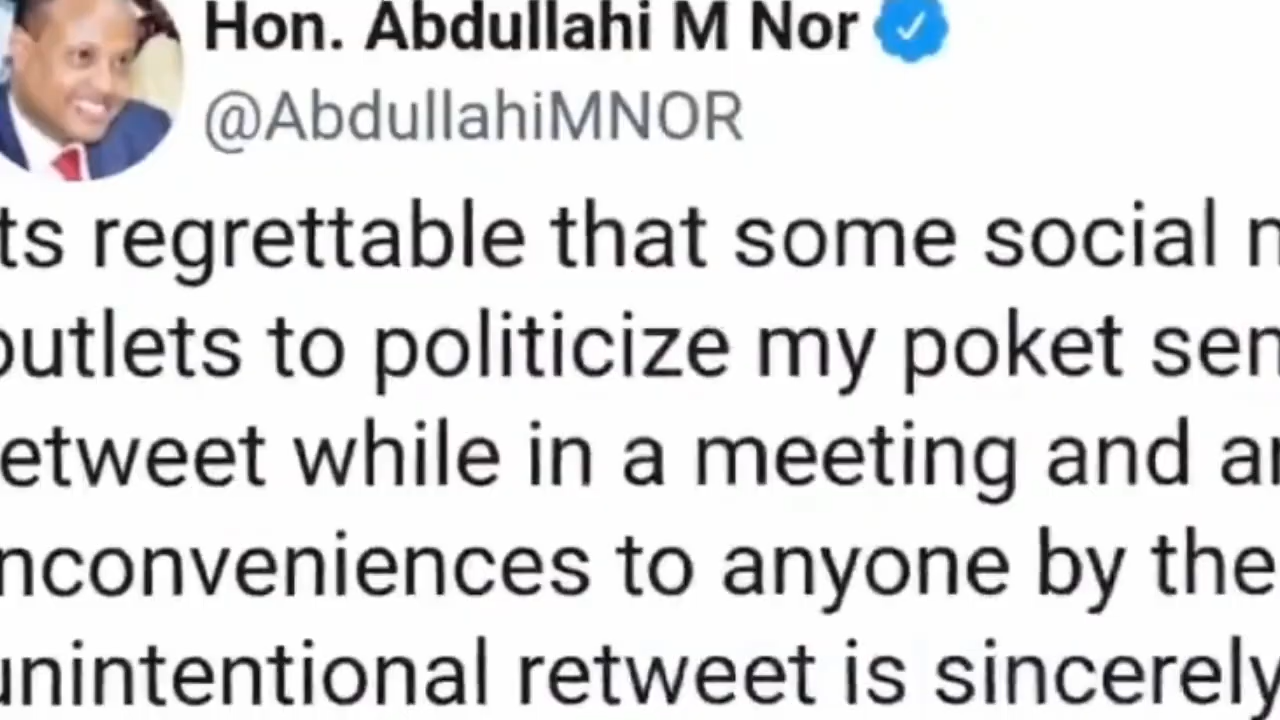 Hon. Abdullahi M Nor
@AbdullahiMNOR
ts regrettable that some social
outlets to politicize my poket sen
etweet while in a meeting and
nconveniences to anyone by the
unintentional retweet is sincerely